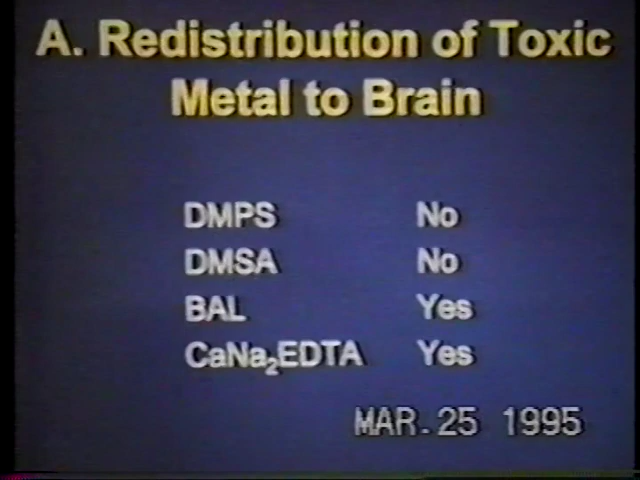 A. Redistribution of Toxic
Metal to Brain
DMPS No
DMSA No
BAL Yes
CaNa₂EDTA Yes
MAR.25 1995